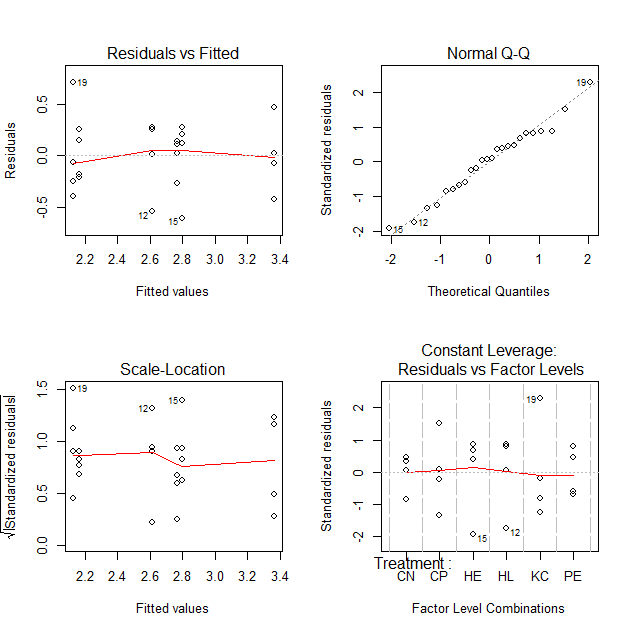 Residuals vs Fitted
Residuals
0.5
0.0
-0.5
19
12
15
2.2 2.4 2.6 2.8 3.0 3.2 3.4
Fitted values
Normal Q-Q
Standardized residuals
2
1
0
-1
-2
19
15
12
-2 -1 0 1 2
Theoretical Quantiles
Scale-Location
√|Standardized residuals|
1.5
1.0
0.5
0.0
19
12
15
2.2 2.4 2.6 2.8 3.0 3.2 3.4
Fitted values
Constant Leverage:
Residuals vs Factor Levels
Standardized residuals
2
1
0
-1
-2
19
15
12
Treatment :
CN CP HE HL KC PE
Factor Level Combinations